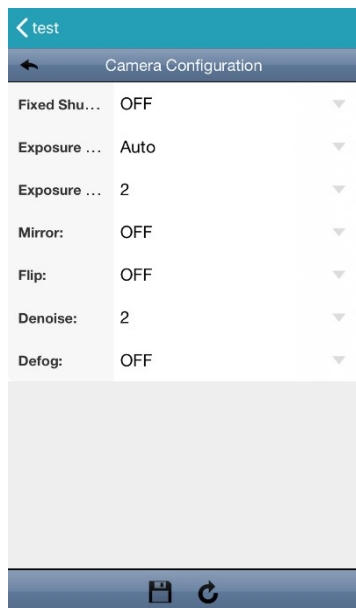 test
Camera Configuration
Fixed Shu... OFF
Exposure ... Auto
Exposure ... 2
Mirror: OFF
Flip: OFF
Denoise: 2
Defog: OFF